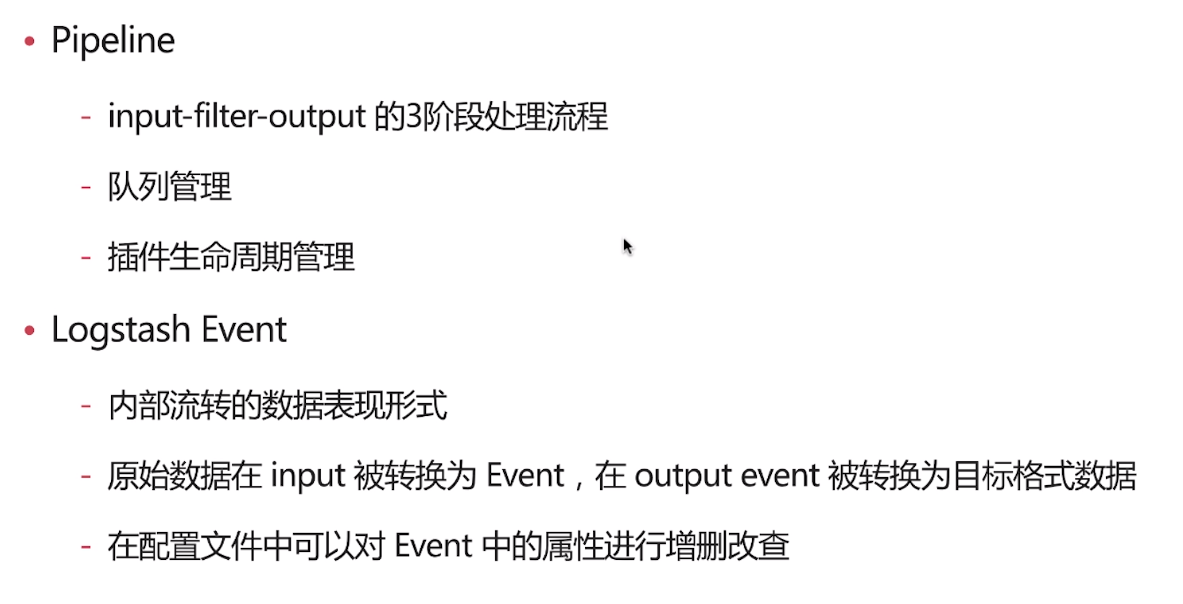 • Pipeline
- input-filter-output 的3阶段处理流程
- 队列管理
- 插件生命周期管理
• Logstash Event
- 内部流转的数据表现形式
- 原始数据在 input 被转换为 Event，在 output event 被转换为目标格式数据
- 在配置文件中可以对 Event 中的属性进行增删改查